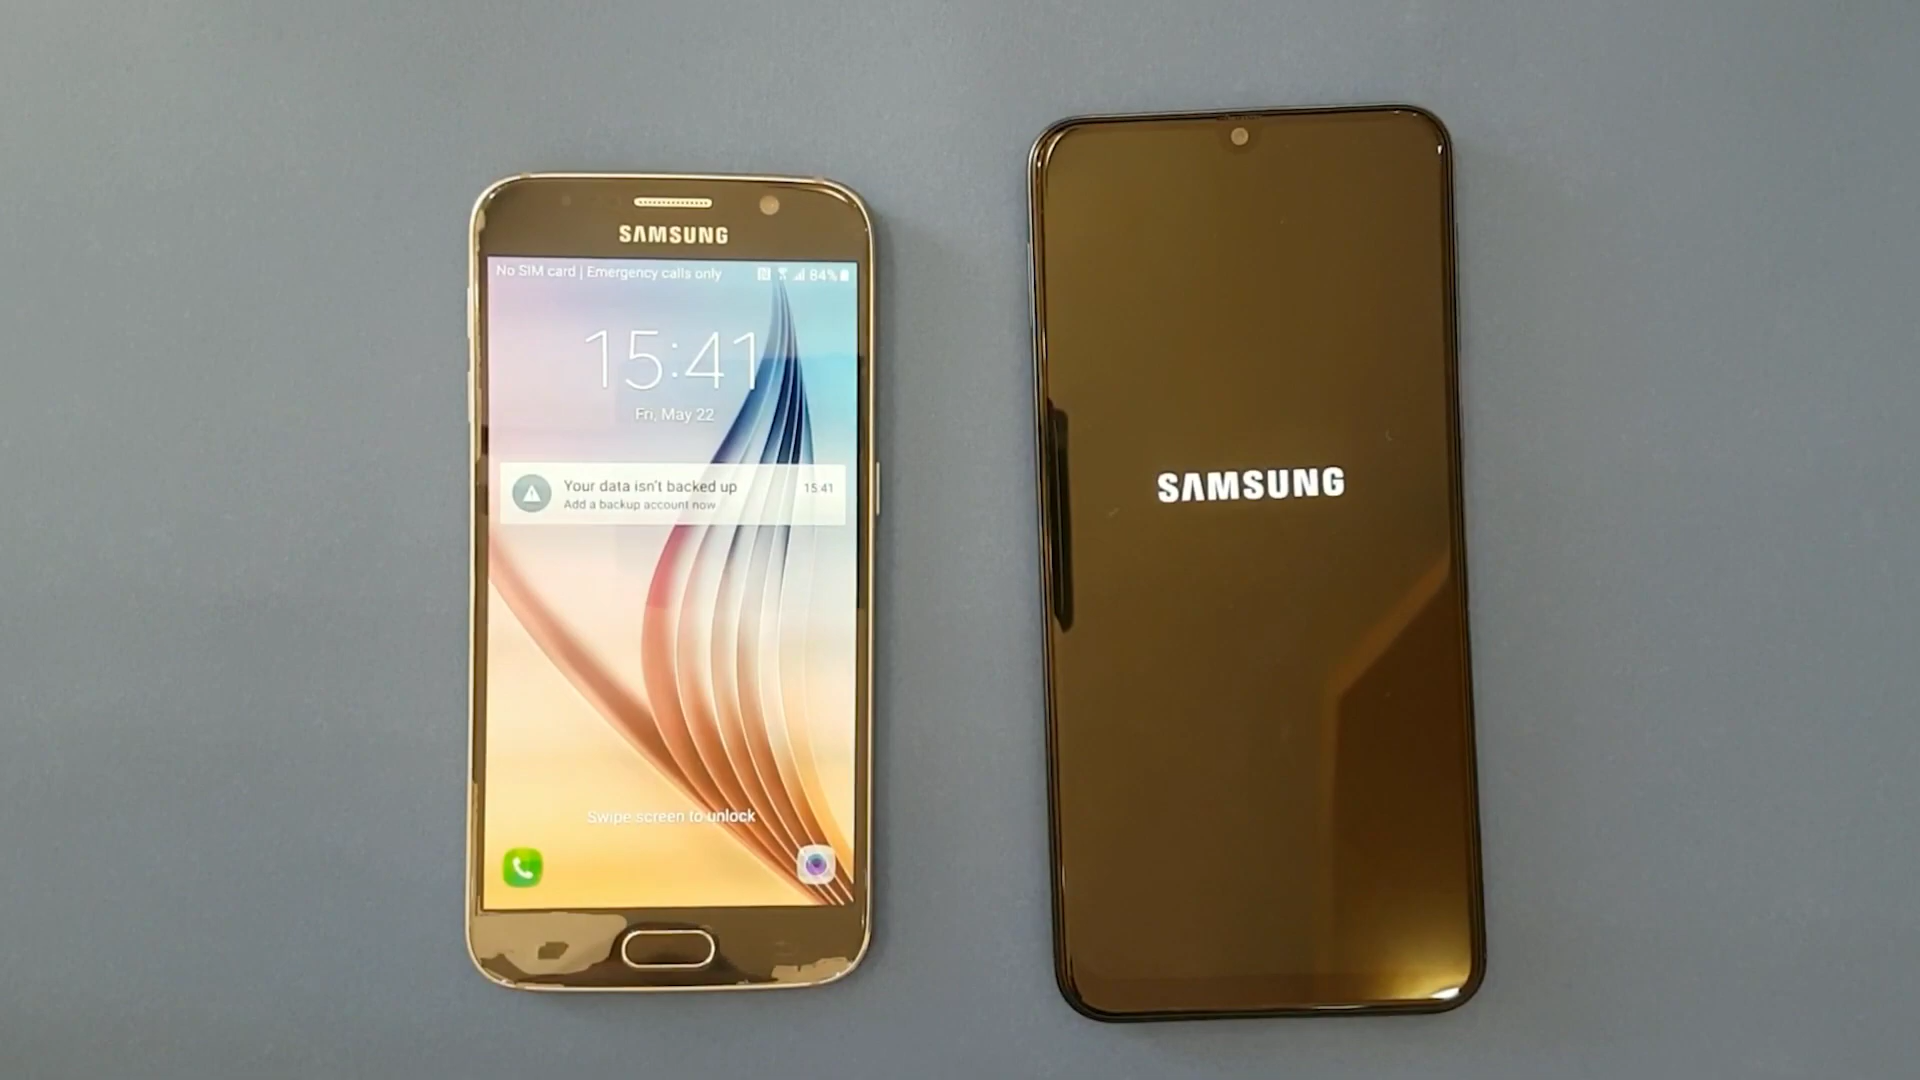 SAMSUNG
No SIM card | Emergency calls only 84%
15:41
Fri, May 22
Your data isn't backed up 15:41
Add a backup account now
Swipe screen to unlock
SAMSUNG